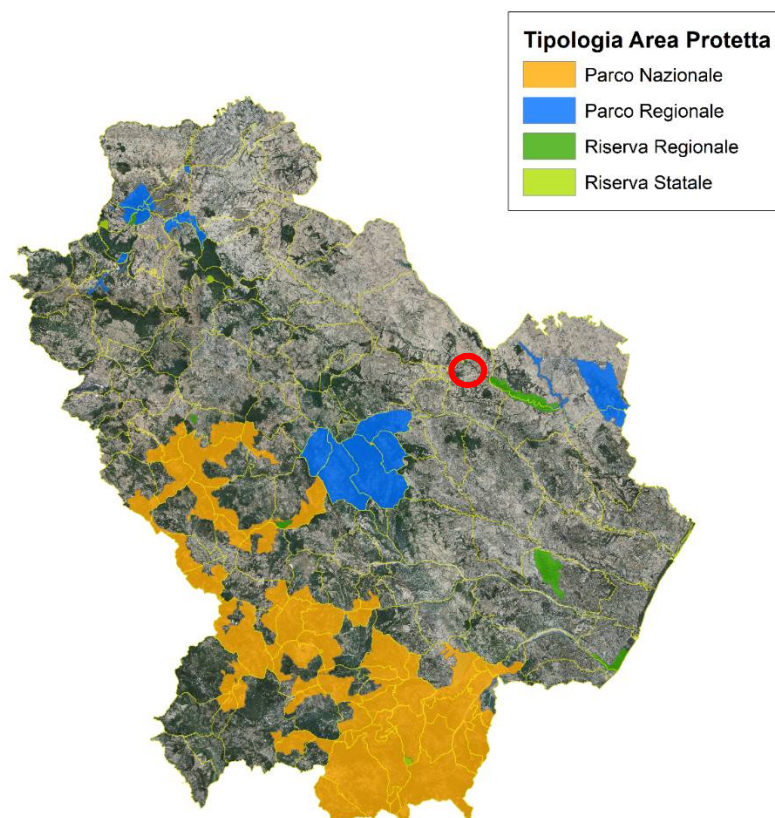 Tipologia Area Protetta
Parco Nazionale
Parco Regionale
Riserva Regionale
Riserva Statale